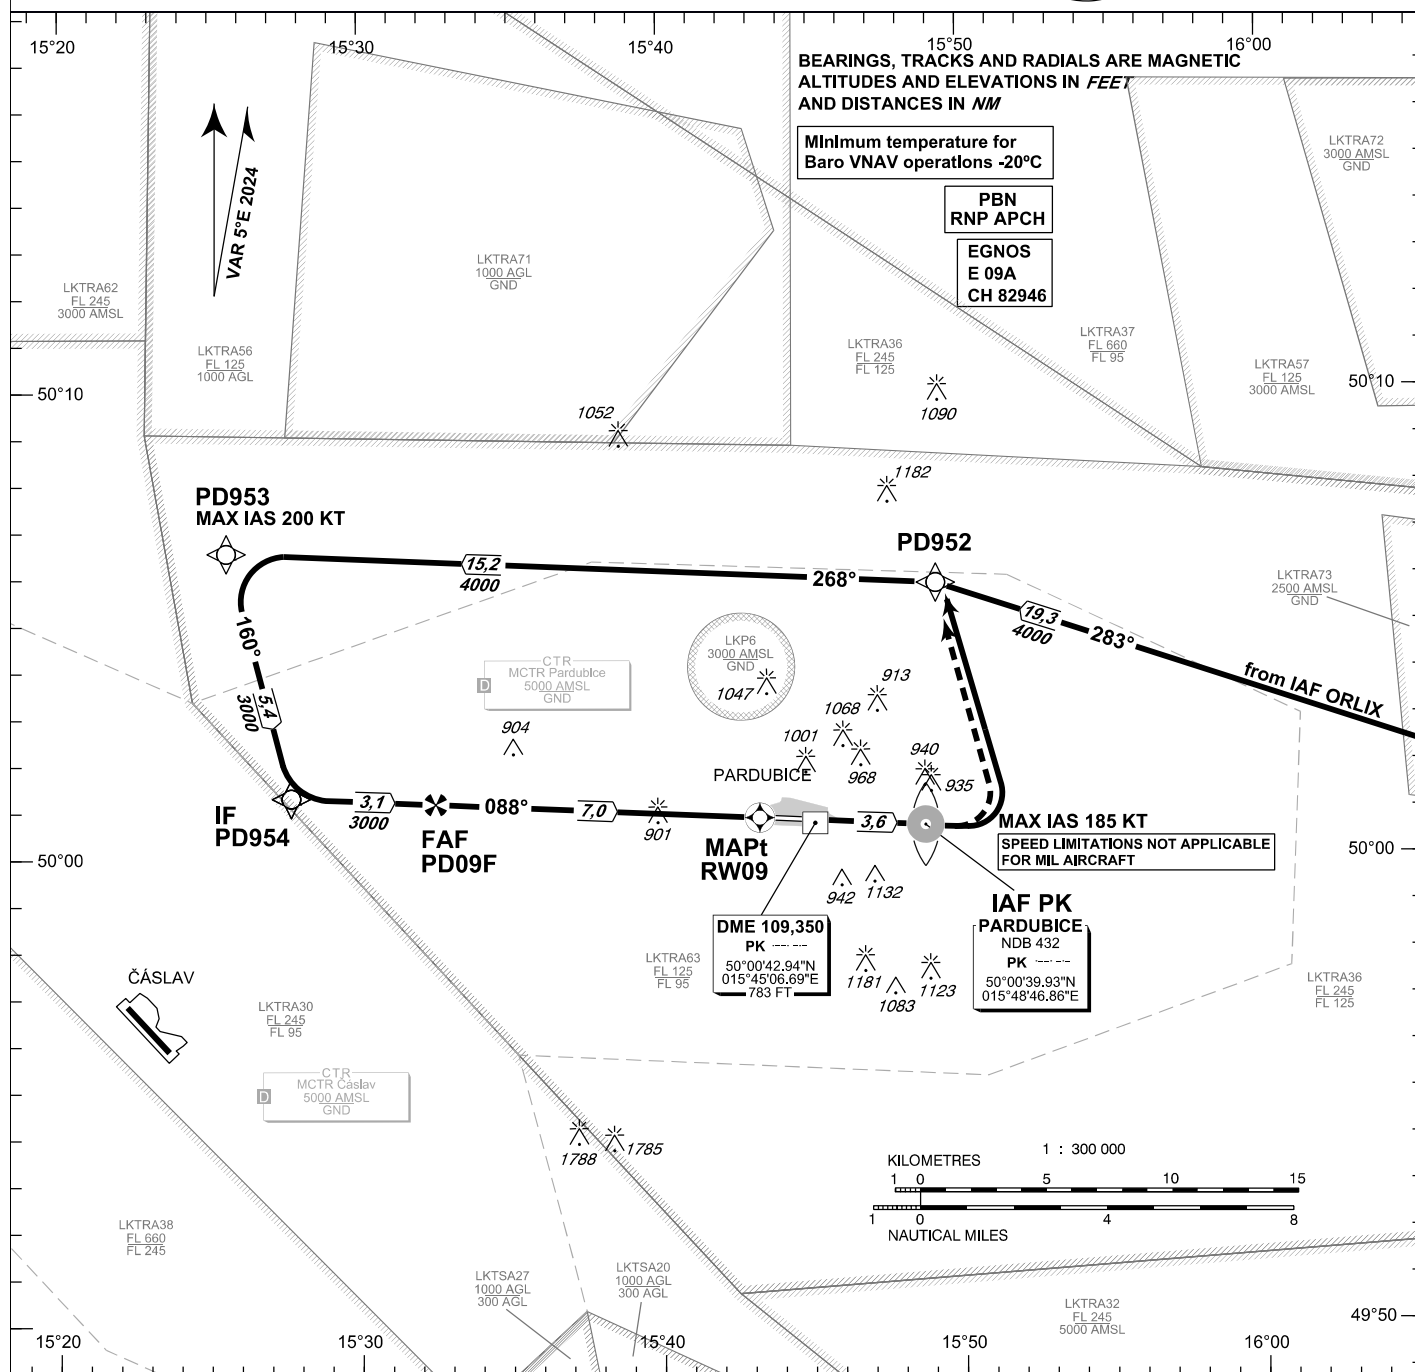 15°20
15°30
15°40
15°50
16°00
BEARINGS, TRACKS AND RADIALS ARE MAGNETIC
ALTITUDES AND ELEVATIONS IN FEET
AND DISTANCES IN NM
Minimum temperature for
Baro VNAV operations -20ºC
PBN
RNP APCH
EGNOS
E 09A
CH 82946
VAR 5°E 2024
LKTRA72
3000 AMSL
GND
LKTRA71
1000 AGL
GND
LKTRA62
FL 245
3000 AMSL
LKTRA56
FL 125
1000 AGL
LKTRA36
FL 245
FL 125
LKTRA37
FL 660
FL 95
LKTRA57
FL 125
3000 AMSL
50°10
50°10
1052
1090
1182
PD953
MAX IAS 200 KT
PD952
15,2
4000
268°
19,3
4000
283°
from IAF ORLIX
LKTRA73
2500 AMSL
GND
160°
5,4
3000
CTR
MCTR Pardubice
D
5000 AMSL
GND
LKP6
3000 AMSL
GND
1047
913
1068
904
1001
968
940
935
PARDUBICE
IF
PD954
3,1
3000
FAF
PD09F
088°
7,0
901
MAPt
RW09
3,6
MAX IAS 185 KT
SPEED LIMITATIONS NOT APPLICABLE
FOR MIL AIRCRAFT
50°00
50°00
942
1132
DME 109,350
PK
50°00'42.94"N
015°45'06.69"E
783 FT
IAF PK
PARDUBICE
NDB 432
PK
50°00'39.93"N
015°48'46.86"E
1181
1083
1123
LKTRA63
FL 125
FL 95
LKTRA36
FL 245
FL 125
ČÁSLAV
LKTRA30
FL 245
FL 95
CTR
MCTR Čáslav
D
5000 AMSL
GND
1788
1785
1 : 300 000
KILOMETRES
1 0 5 10 15
1 0 4 8
NAUTICAL MILES
LKTRA38
FL 660
FL 245
LKTSA27
1000 AGL
300 AGL
LKTSA20
1000 AGL
300 AGL
LKTRA32
FL 245
5000 AMSL
49°50
15°20
15°30
15°40
15°50
16°00